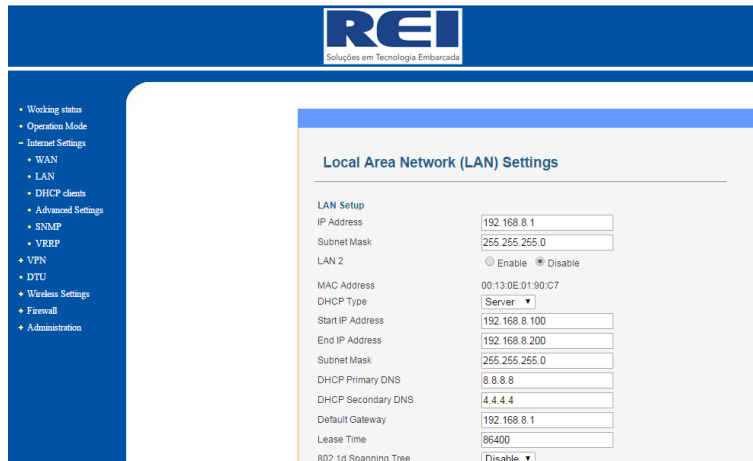 REI
Soluções em Tecnologia Embarcada
Working status
Operation Mode
Internet Settings
WAN
LAN
DHCP clients
Advanced Settings
SNMP
VRRP
VPN
DTU
Wireless Settings
Firewall
Administration
Local Area Network (LAN) Settings
LAN Setup
IP Address 192.168.8.1
Subnet Mask 255.255.255.0
LAN 2 Enable Disable
MAC Address 00:13:0E:01:90:C7
DHCP Type Server
Start IP Address 192.168.8.100
End IP Address 192.168.8.200
Subnet Mask 255.255.255.0
DHCP Primary DNS 8.8.8.8
DHCP Secondary DNS 4.4.4.4
Default Gateway 192.168.8.1
Lease Time 86400
802.1d Spanning Tree Disable